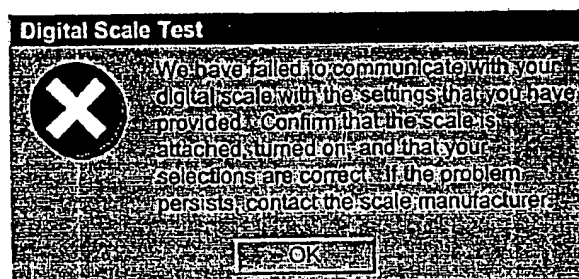 Digital Scale Test
We have failed to communicate with your
digital scale with the settings that you have
provided. Confirm that the scale is
attached, turned on, and that your
selections are correct. If the problem
persists, contact the scale manufacturer.
OK